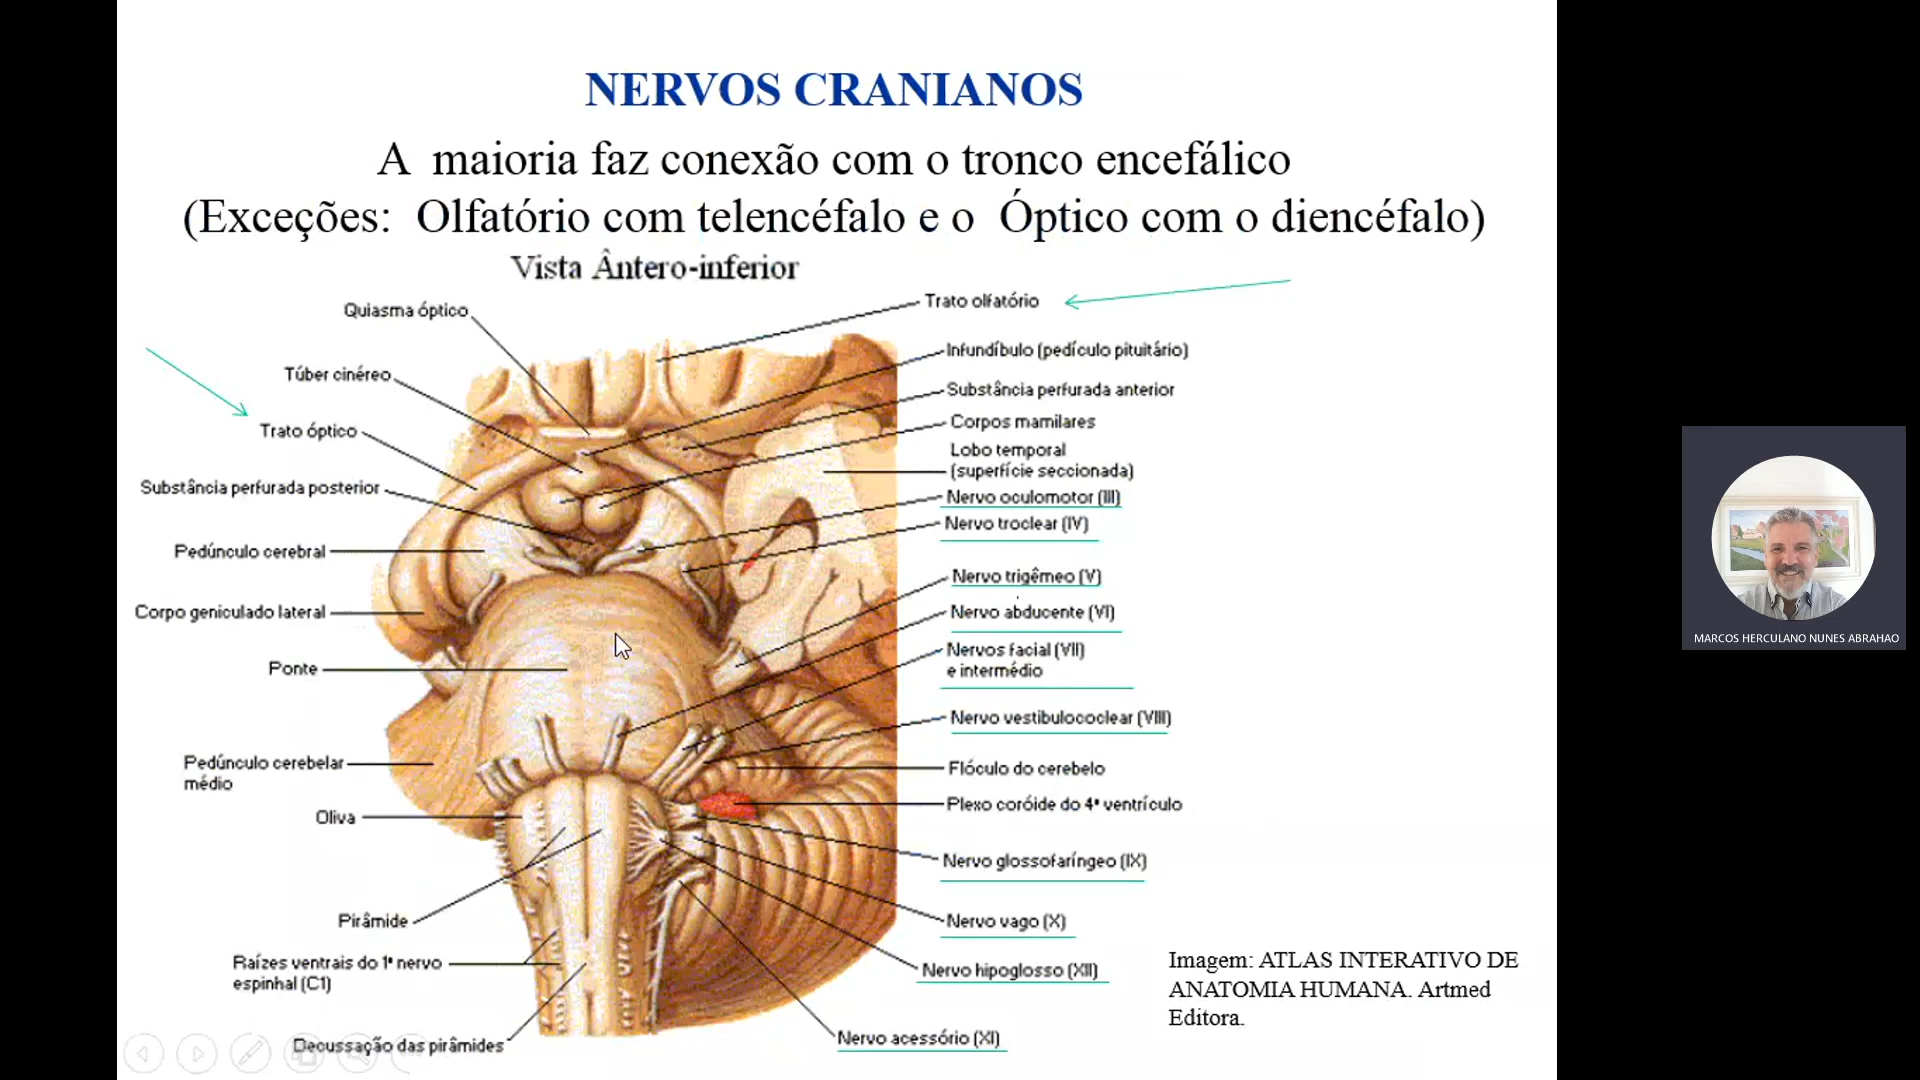 NERVOS CRANIANOS
A maioria faz conexão com o tronco encefálico
(Exceções: Olfatório com telencéfalo e o Óptico com o diencéfalo)
Vista Ântero-inferior
Quiasma óptico
Túber cinéreo
Trato óptico
Substância perfurada posterior
Pedúnculo cerebral
Corpo geniculado lateral
Ponte
Pedúnculo cerebelar
médio
Oliva
Pirâmide
Raízes ventrais do 1º nervo
espinhal (C1)
Decussação das pirâmides
Trato olfatório
Infundíbulo (pedículo pituitário)
Substância perfurada anterior
Corpos mamilares
Lobo temporal
(superfície seccionada)
Nervo oculomotor (III)
Nervo troclear (IV)
Nervo trigêmeo (V)
Nervo abducente (VI)
Nervos facial (VII)
e intermédio
Nervo vestibulococlear (VIII)
Flóculo do cerebelo
Plexo coróide do 4º ventrículo
Nervo glossofaríngeo (IX)
Nervo vago (X)
Nervo hipoglosso (XII)
Nervo acessório (XI)
Imagem: ATLAS INTERATIVO DE
ANATOMIA HUMANA. Artmed
Editora.
MARCOS HERCULANO NUNES ABRAHAO